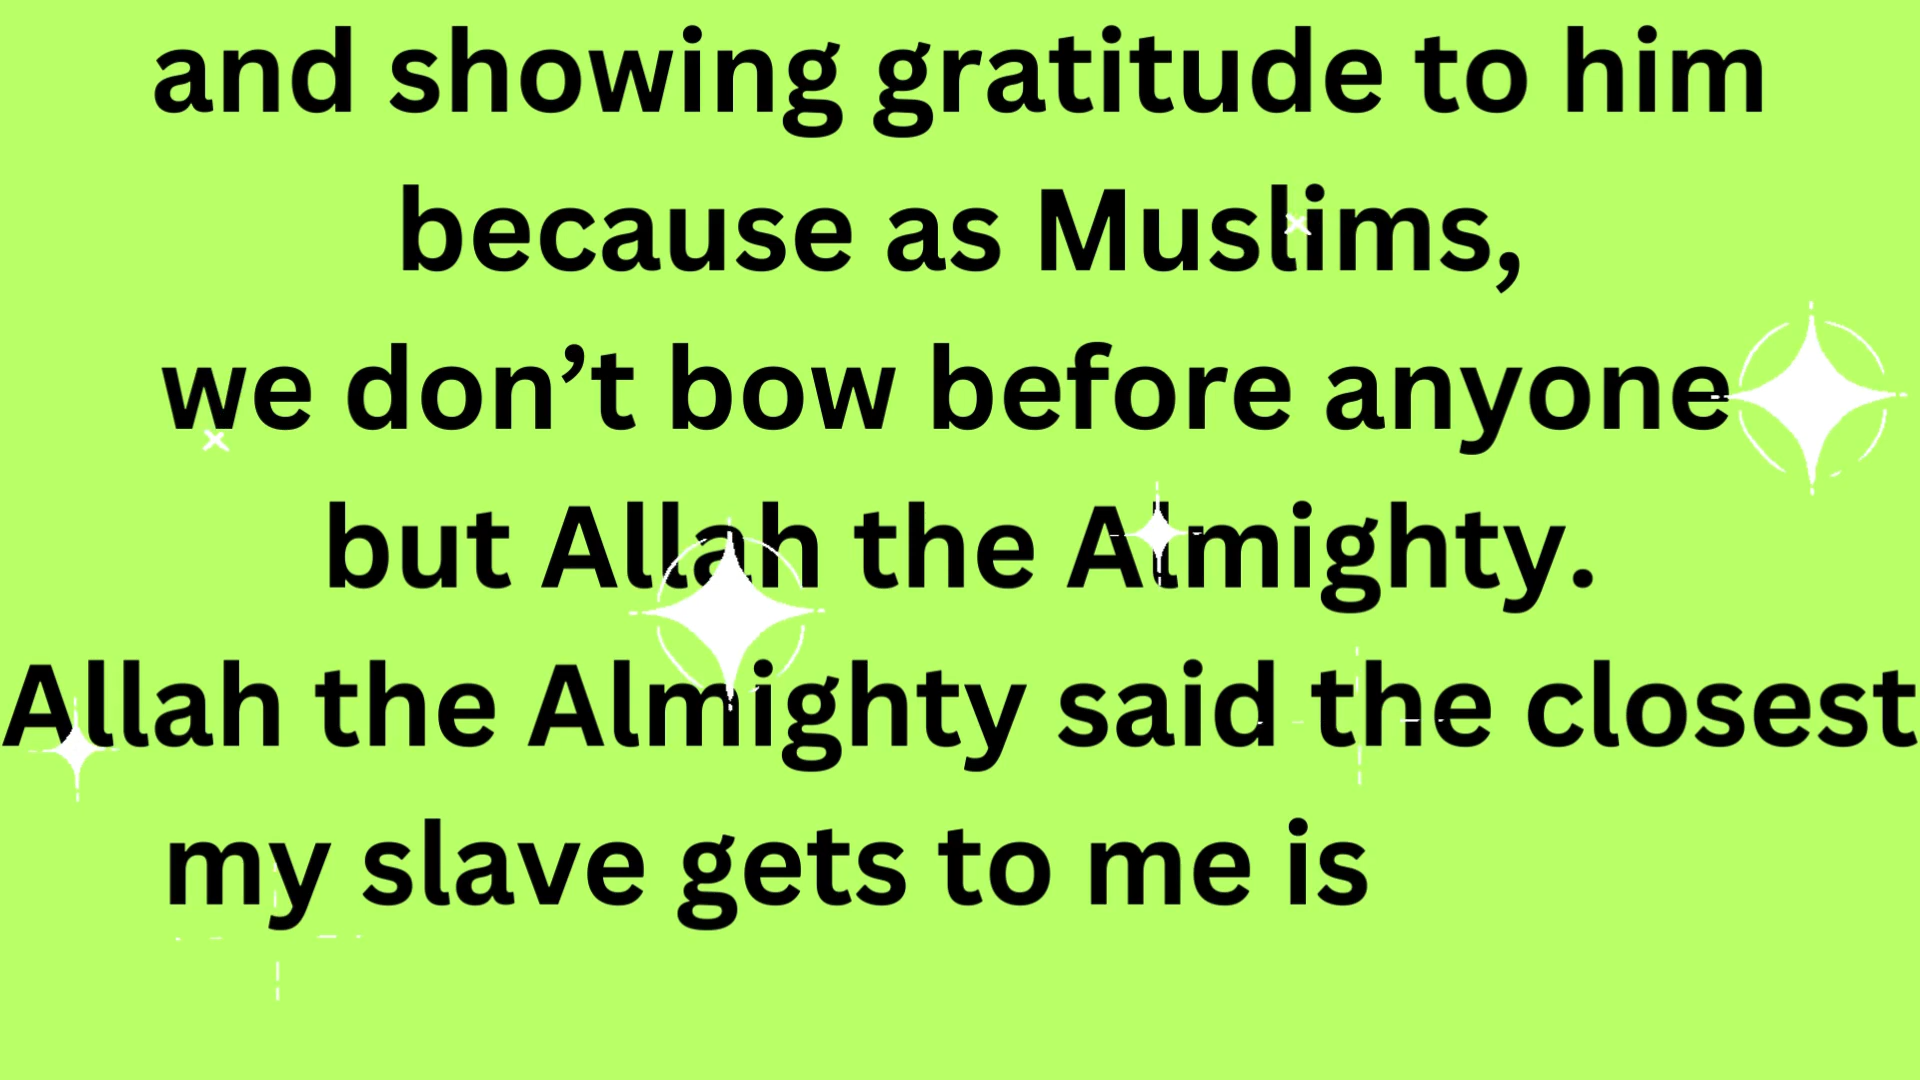 and showing gratitude to him
because as Muslims,
we don’t bow before anyone
but Allah the Almighty.
Allah the Almighty said the closest
my slave gets to me is